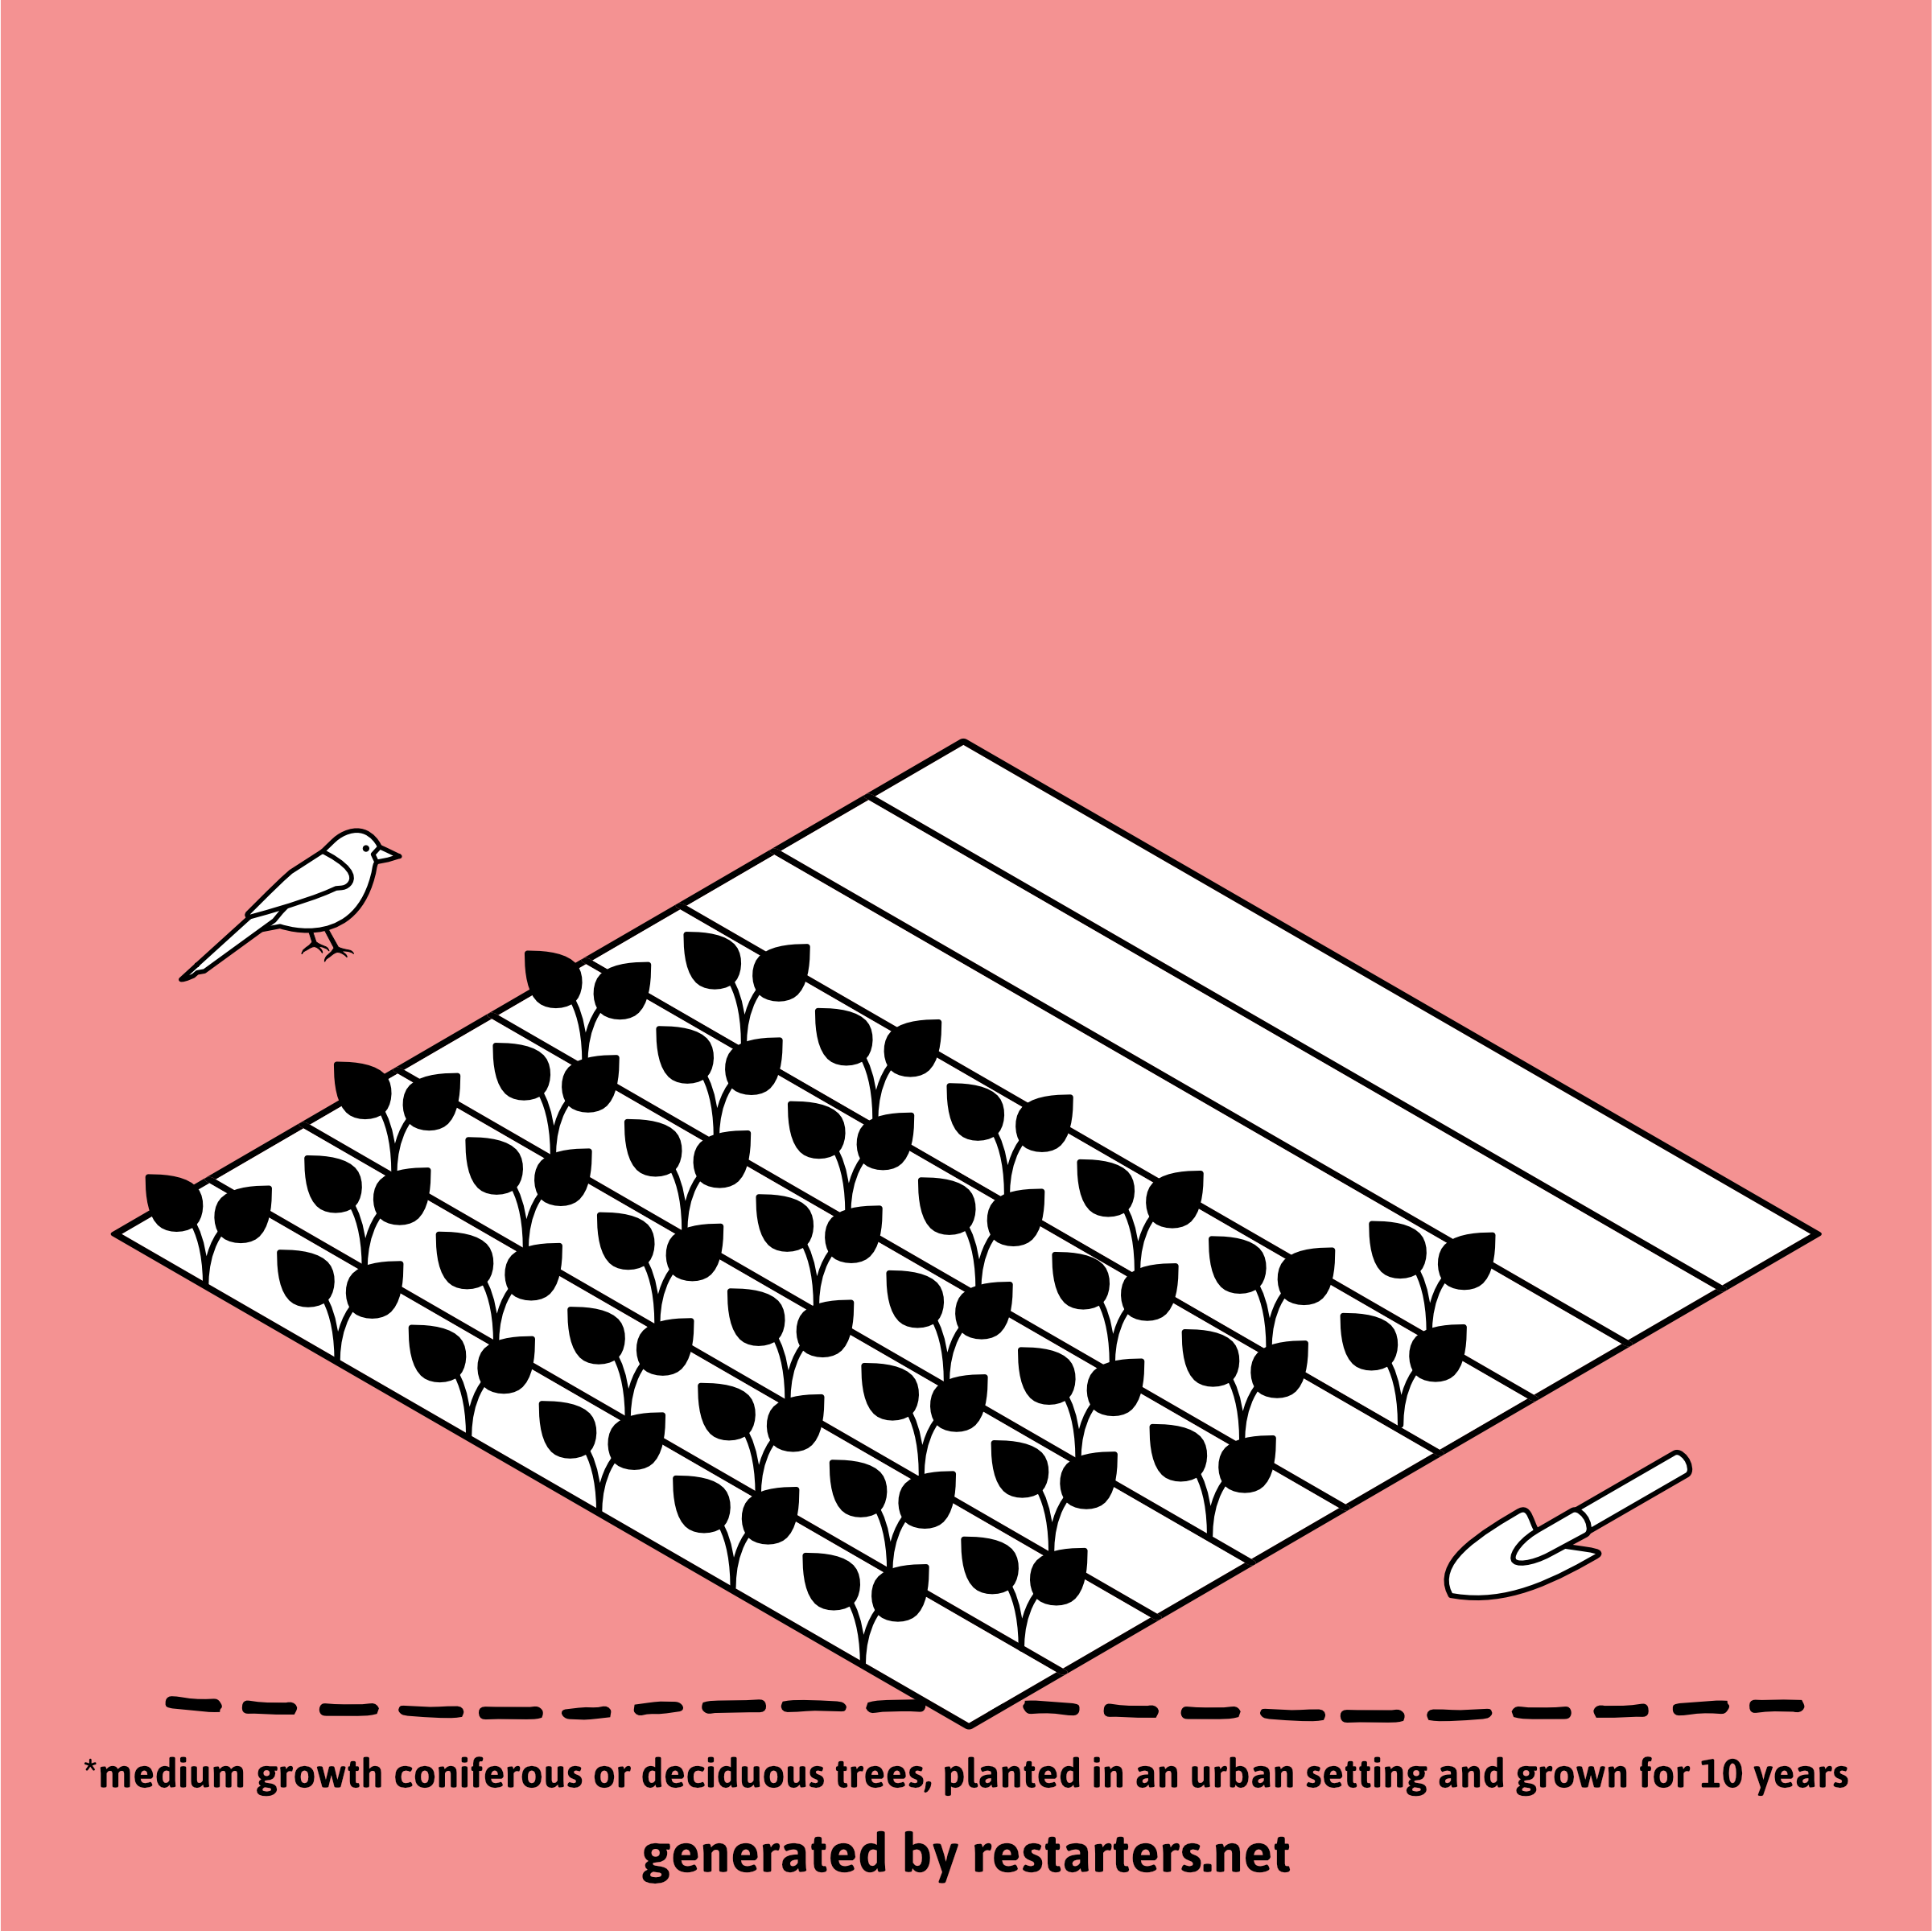 *medium growth coniferous or deciduous trees, planted in an urban setting and grown for 10 years
generated by restarters.net